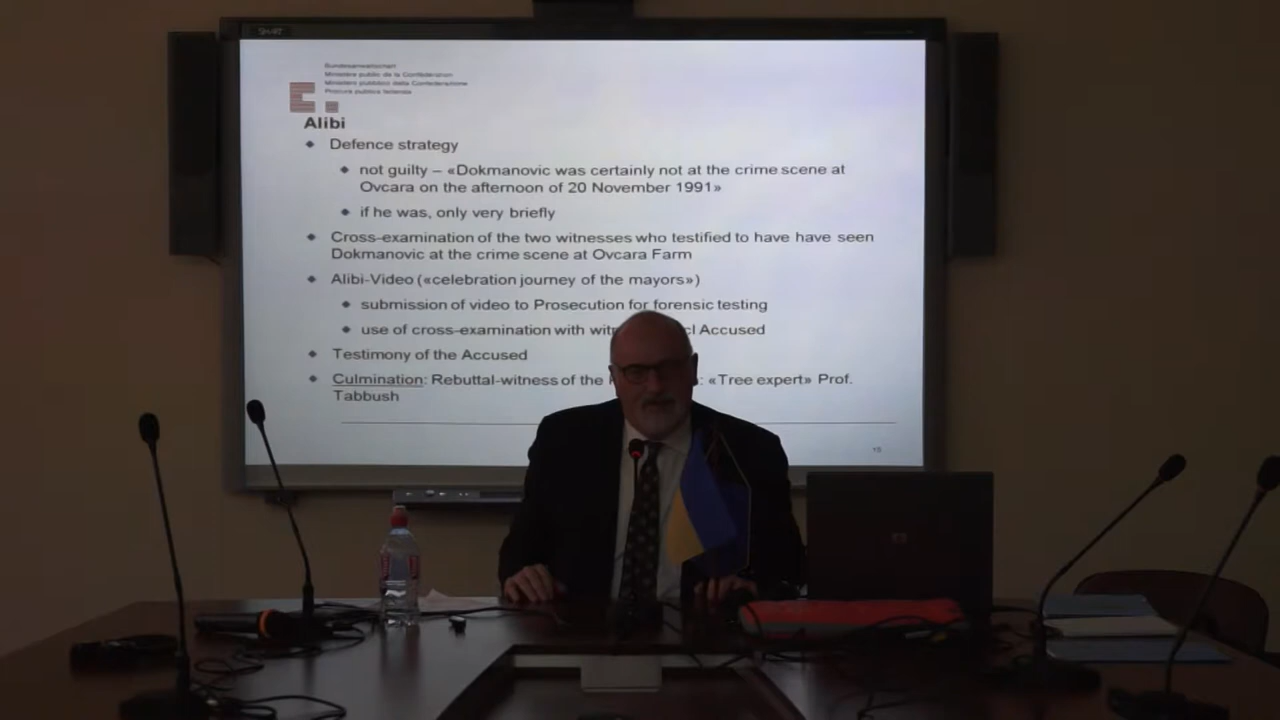 SMART
Bundesanwaltschaft
Ministère public de la Confédération
Ministero pubblico della Confederazione
Procura publica federala
Alibi
Defence strategy
not guilty – «Dokmanovic was certainly not at the crime scene at
Ovcara on the afternoon of 20 November 1991»
if he was, only very briefly
Cross-examination of the two witnesses who testified to have have seen
Dokmanovic at the crime scene at Ovcara Farm
Alibi-Video («celebration journey of the mayors»)
submission of video to Prosecution for forensic testing
use of cross-examination with Accused
Testimony of the Accused
Culmination: Rebuttal-witness of the : «Tree expert» Prof.
Tabbush